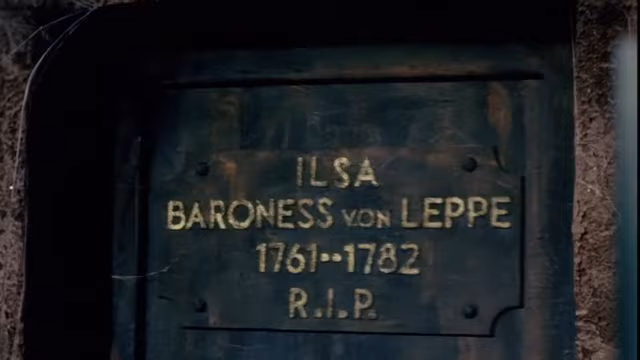 ILSA
BARONESS VON LEPPE
1761--1782
R.I.P.